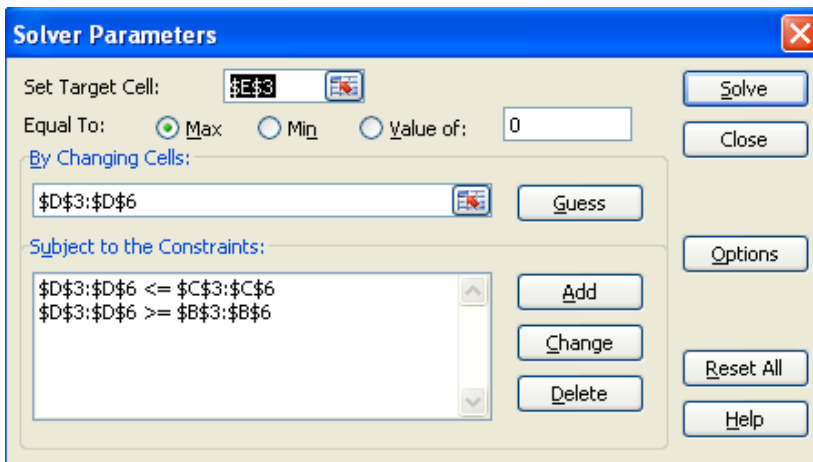 Solver Parameters
Set Target Cell: $E$3
Solve
Equal To: Max Min Value of: 0
Close
By Changing Cells:
$D$3:$D$6
Guess
Subject to the Constraints:
Options
$D$3:$D$6 <= $C$3:$C$6
$D$3:$D$6 >= $B$3:$B$6
Add
Change
Reset All
Delete
Help